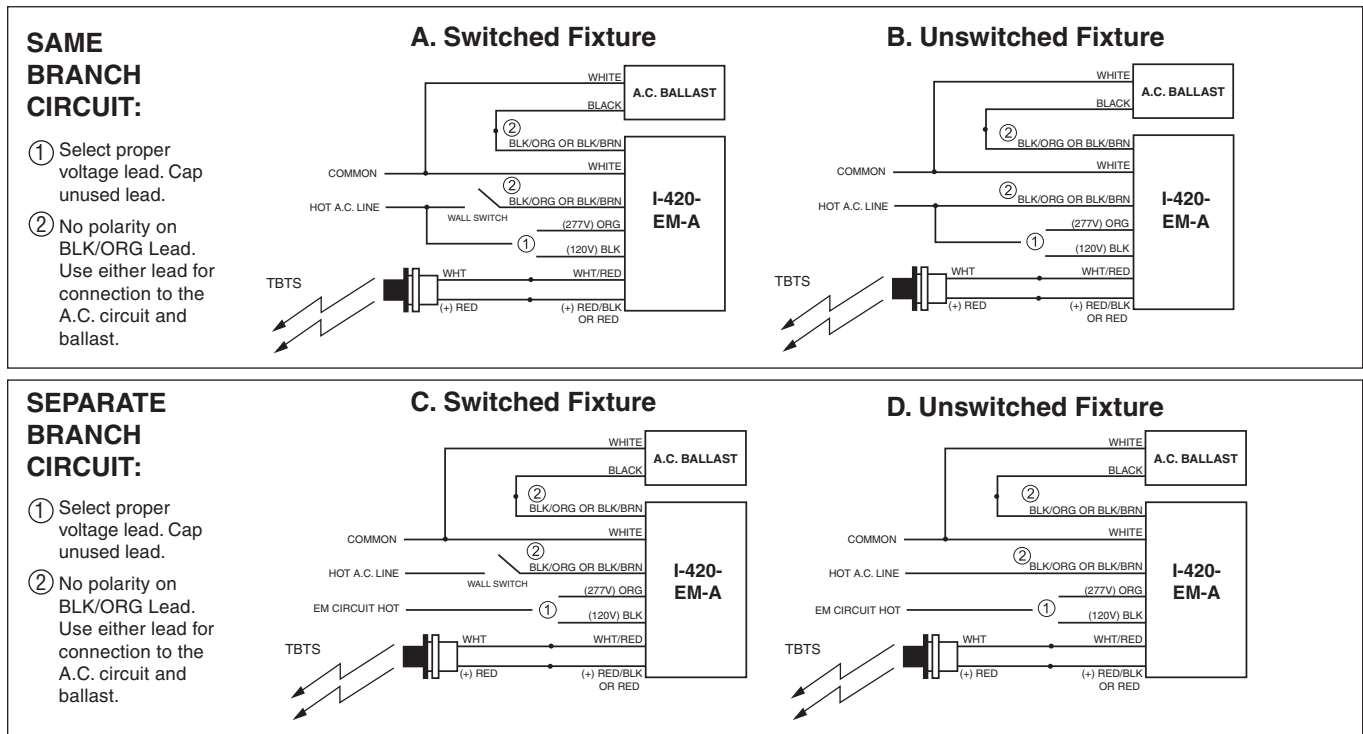 SAME
BRANCH
CIRCUIT:
① Select proper
voltage lead. Cap
unused lead.
② No polarity on
BLK/ORG Lead.
Use either lead for
connection to the
A.C. circuit and
ballast.
A. Switched Fixture
WHITE
A.C. BALLAST
BLACK
②
BLK/ORG OR BLK/BRN
WHITE
COMMON
②
BLK/ORG OR BLK/BRN
HOT A.C. LINE
WALL SWITCH
I-420-
EM-A
(277V) ORG
①
(120V) BLK
TBTS
WHT
WHT/RED
(+) RED
(+) RED/BLK
OR RED
B. Unswitched Fixture
WHITE
A.C. BALLAST
BLACK
②
BLK/ORG OR BLK/BRN
WHITE
COMMON
②
BLK/ORG OR BLK/BRN
HOT A.C. LINE
I-420-
EM-A
(277V) ORG
①
(120V) BLK
TBTS
WHT
WHT/RED
(+) RED
(+) RED/BLK
OR RED
SEPARATE
BRANCH
CIRCUIT:
① Select proper
voltage lead. Cap
unused lead.
② No polarity on
BLK/ORG Lead.
Use either lead for
connection to the
A.C. circuit and
ballast.
C. Switched Fixture
WHITE
A.C. BALLAST
BLACK
②
BLK/ORG OR BLK/BRN
WHITE
COMMON
②
BLK/ORG OR BLK/BRN
HOT A.C. LINE
WALL SWITCH
I-420-
EM-A
(277V) ORG
EM CIRCUIT HOT
①
(120V) BLK
TBTS
WHT
WHT/RED
(+) RED
(+) RED/BLK
OR RED
D. Unswitched Fixture
WHITE
A.C. BALLAST
BLACK
②
BLK/ORG OR BLK/BRN
WHITE
COMMON
②
BLK/ORG OR BLK/BRN
HOT A.C. LINE
I-420-
EM-A
(277V) ORG
EM CIRCUIT HOT
①
(120V) BLK
TBTS
WHT
WHT/RED
(+) RED
(+) RED/BLK
OR RED